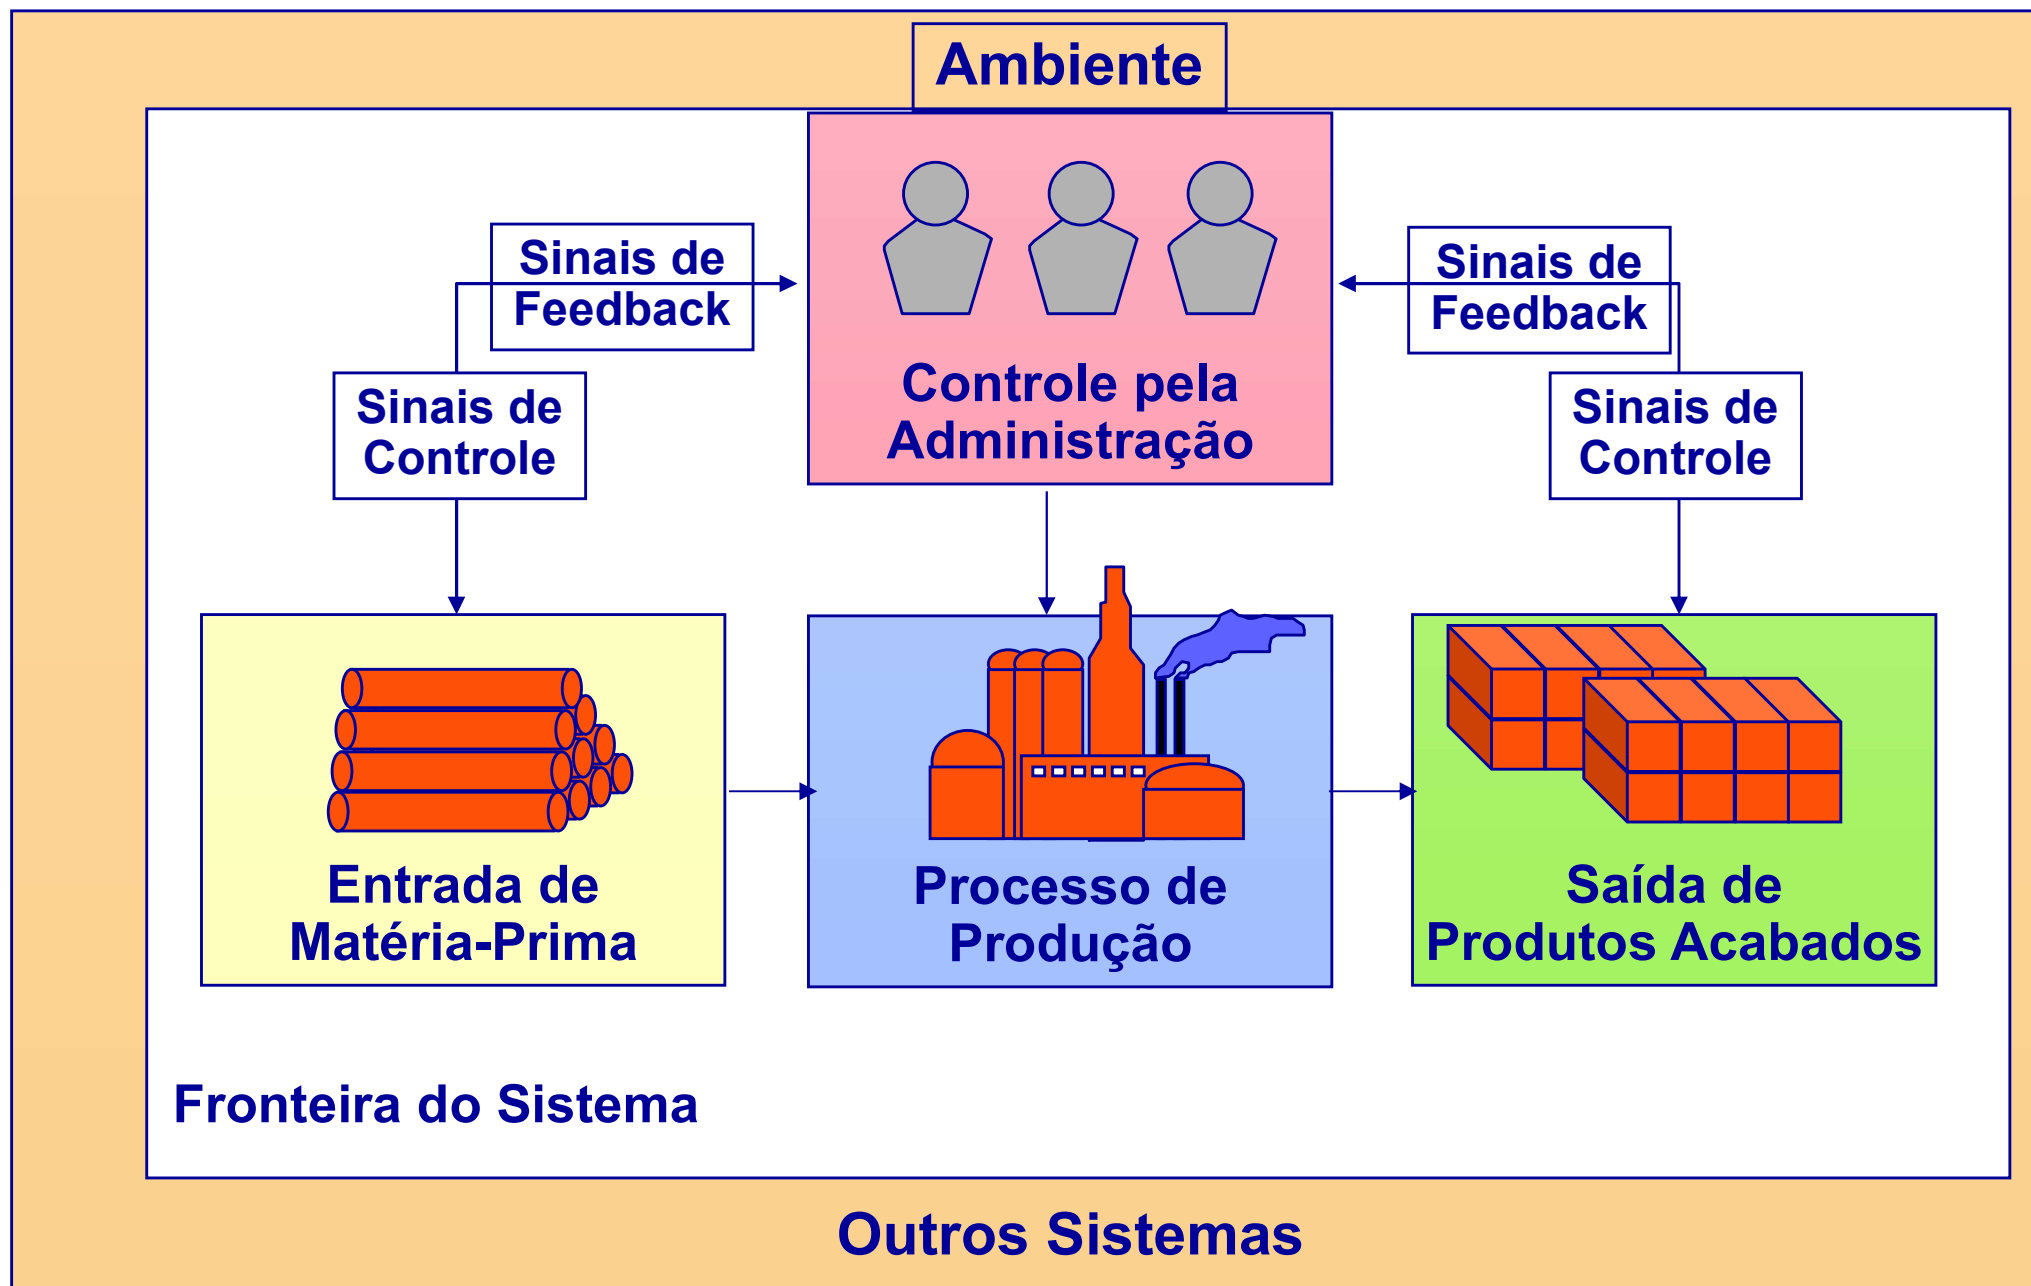 Ambiente
Sinais de
Feedback
Sinais de
Feedback
Sinais de
Controle
Controle pela
Administração
Sinais de
Controle
Entrada de
Matéria-Prima
Processo de
Produção
Saída de
Produtos Acabados
Fronteira do Sistema
Outros Sistemas